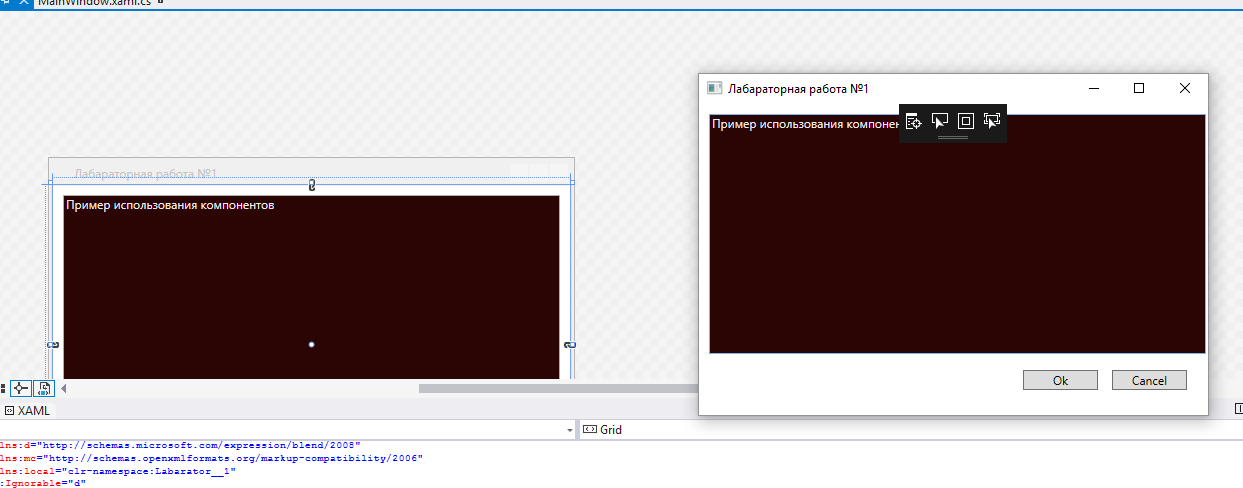 MainWindow.xaml.cs
Лабараторная работа №1
Пример использования компонентов
Лабараторная работа №1
Пример использования компонен
Ok
Cancel
XAML
Grid
lns:d="http://schemas.microsoft.com/expression/blend/2008"
lns:mc="http://schemas.openxmlformats.org/markup-compatibility/2006"
lns:local="clr-namespace:Labarator__1"
:Ignorable="d"